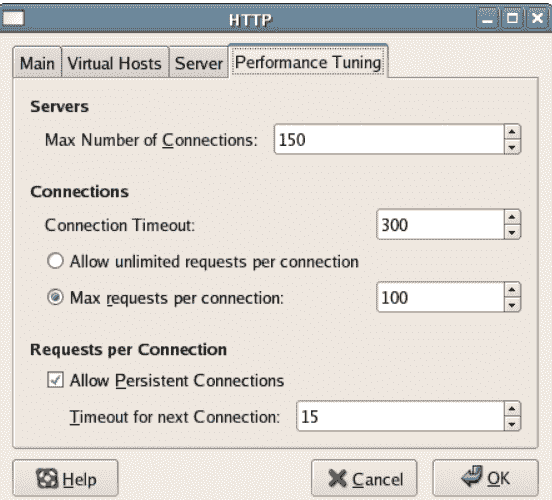 HTTP
Main Virtual Hosts Server Performance Tuning
Servers
Max Number of Connections: 150
Connections
Connection Timeout: 300
Allow unlimited requests per connection
Max requests per connection: 100
Requests per Connection
Allow Persistent Connections
Timeout for next Connection: 15
Help Cancel OK